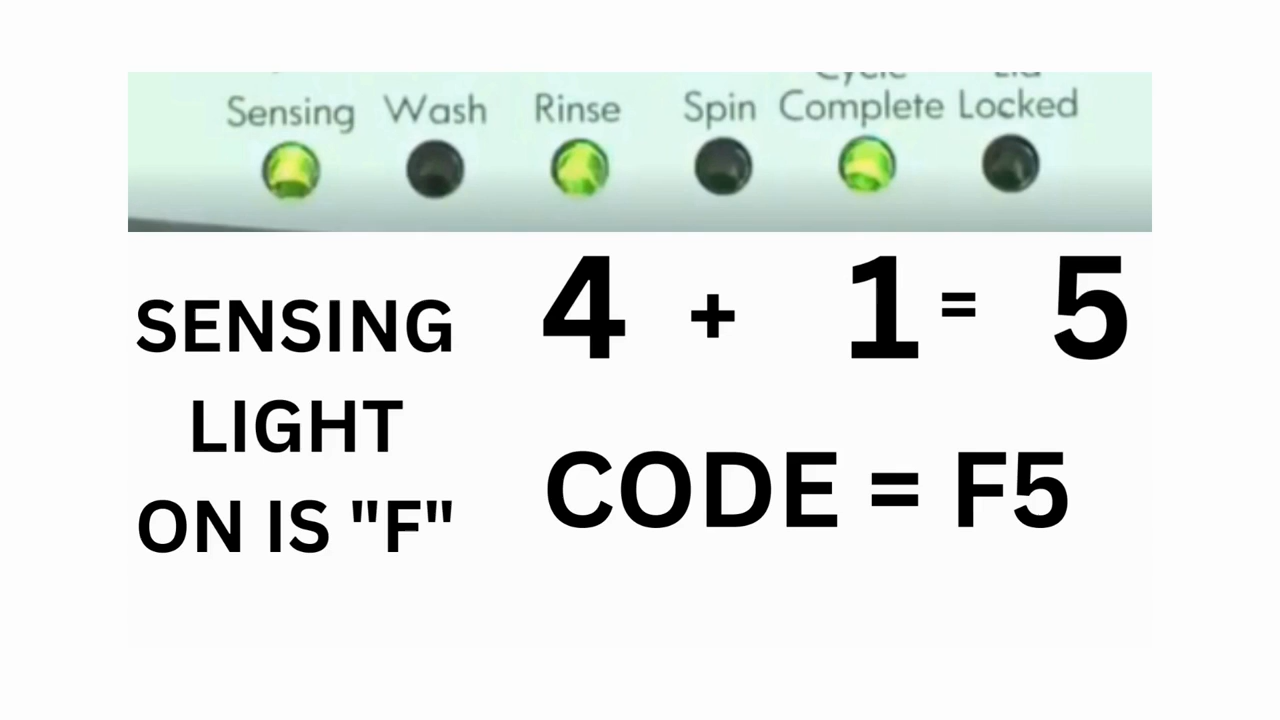 Sensing Wash Rinse Spin Complete Locked
4 + 1 = 5
SENSING
LIGHT
ON IS "F"
CODE = F5